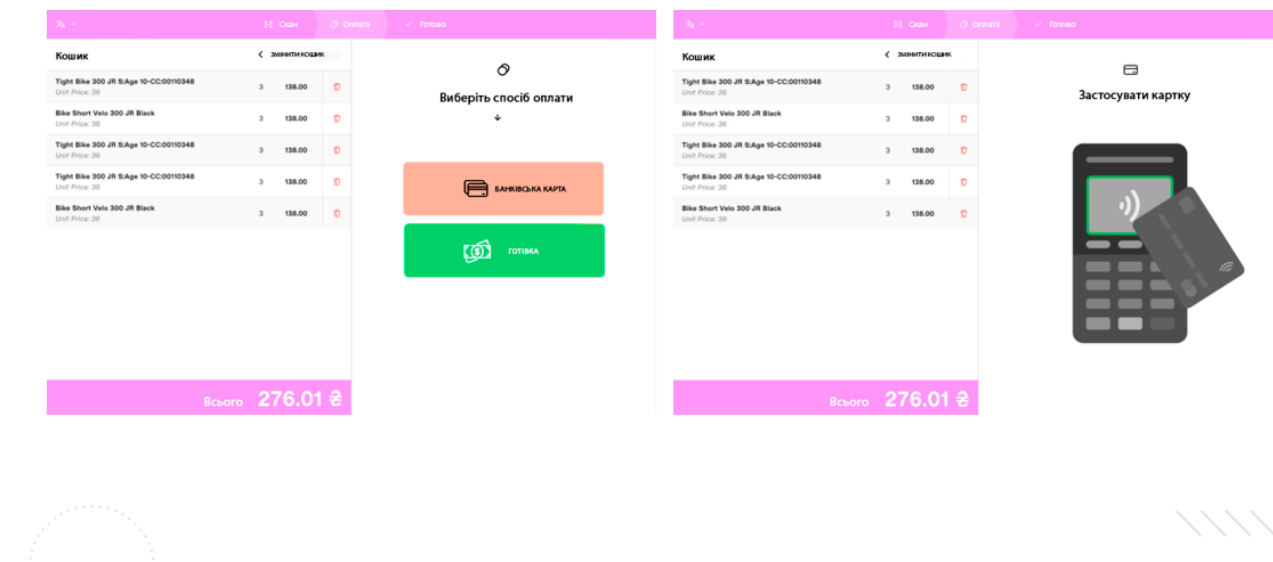 Скан
Оплата
Готово
Кошик
ЗМІНИТИ КОШИК
Tight Bike 300 JR S:Age 10-CC:00110348
Unit Price: 36
3 138.00
Bike Short Velo 300 JR Black
Unit Price: 36
3 138.00
Tight Bike 300 JR S:Age 10-CC:00110348
Unit Price: 36
3 138.00
Tight Bike 300 JR S:Age 10-CC:00110348
Unit Price: 36
3 138.00
Bike Short Velo 300 JR Black
Unit Price: 36
3 138.00
Всього 276.01 ₴
Виберіть спосіб оплати
БАНКІВСЬКА КАРТА
ГОТІВКА
Скан
Оплата
Готово
Кошик
ЗМІНИТИ КОШИК
Tight Bike 300 JR S:Age 10-CC:00110348
Unit Price: 36
3 138.00
Bike Short Velo 300 JR Black
Unit Price: 36
3 138.00
Tight Bike 300 JR S:Age 10-CC:00110348
Unit Price: 36
3 138.00
Tight Bike 300 JR S:Age 10-CC:00110348
Unit Price: 36
3 138.00
Bike Short Velo 300 JR Black
Unit Price: 36
3 138.00
Всього 276.01 ₴
Застосувати картку